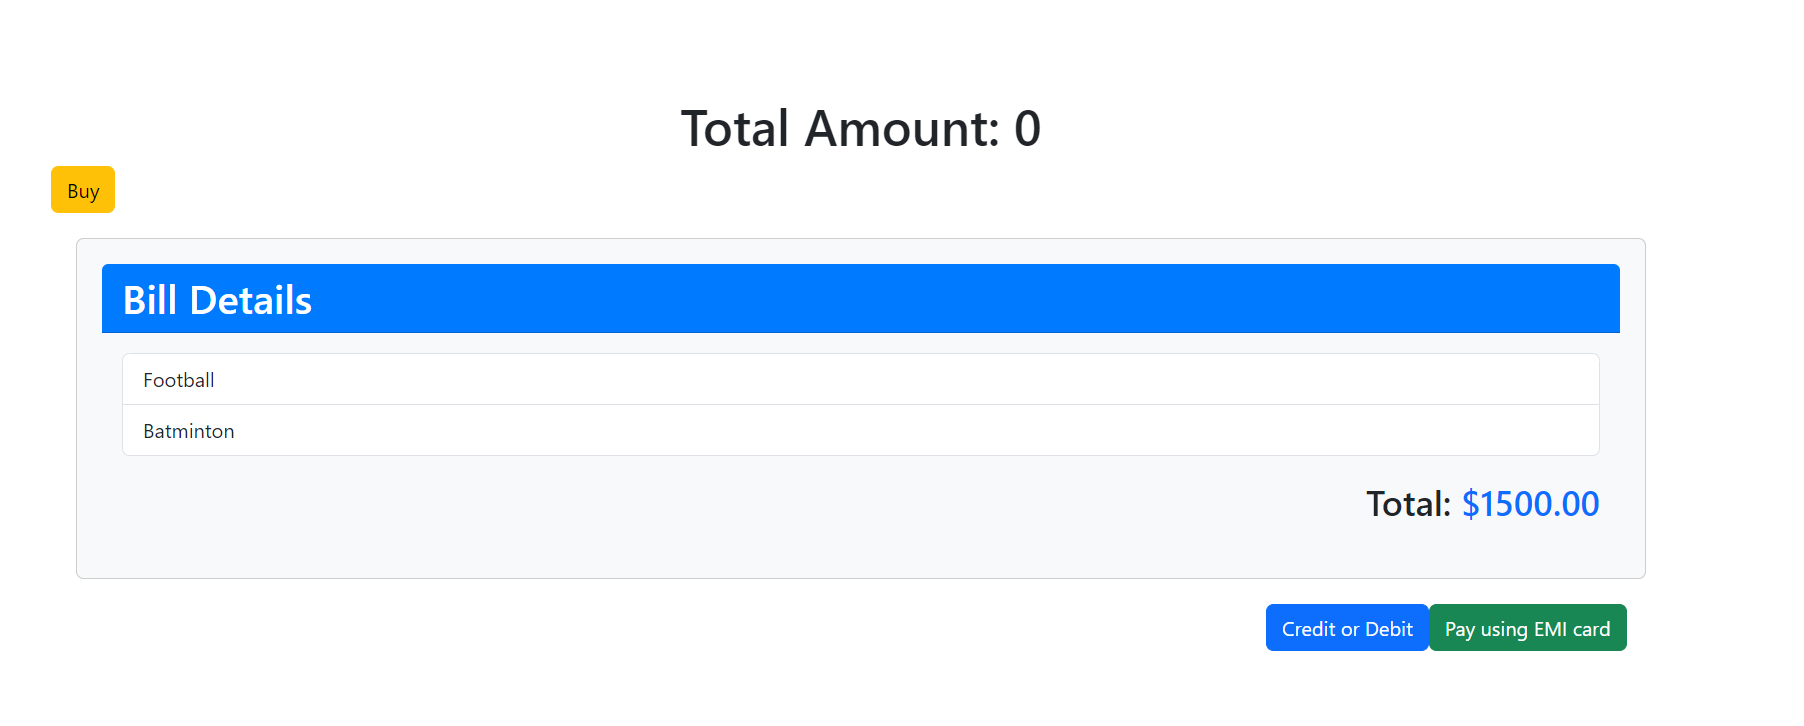 Total Amount: 0
Buy
Bill Details
Football
Batminton
Total: $1500.00
Credit or Debit
Pay using EMI card